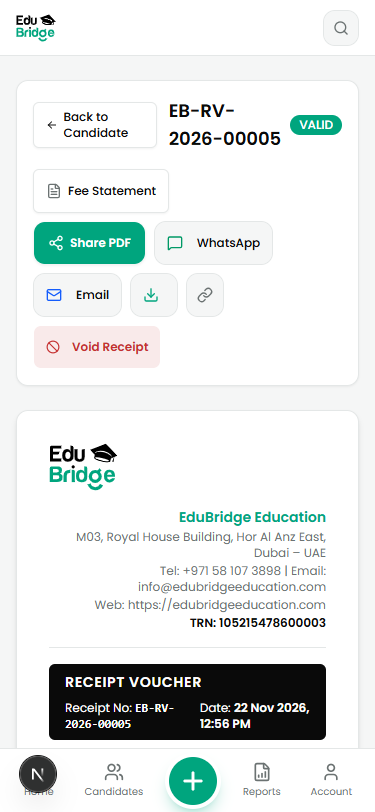 Edu
Bridge
Back to
Candidate
EB-RV-
2026-00005
VALID
Fee Statement
Share PDF
WhatsApp
Email
Void Receipt
Edu
Bridge
EduBridge Education
M03, Royal House Building, Hor Al Anz East,
Dubai – UAE
Tel: +971 58 107 3898 | Email:
info@edubridgeeducation.com
Web: https://edubridgeeducation.com
TRN: 105215478600003
RECEIPT VOUCHER
Receipt No: EB-RV-
2026-00005
Date: 22 Nov 2026,
12:56 PM
N
Home
Candidates
Reports
Account